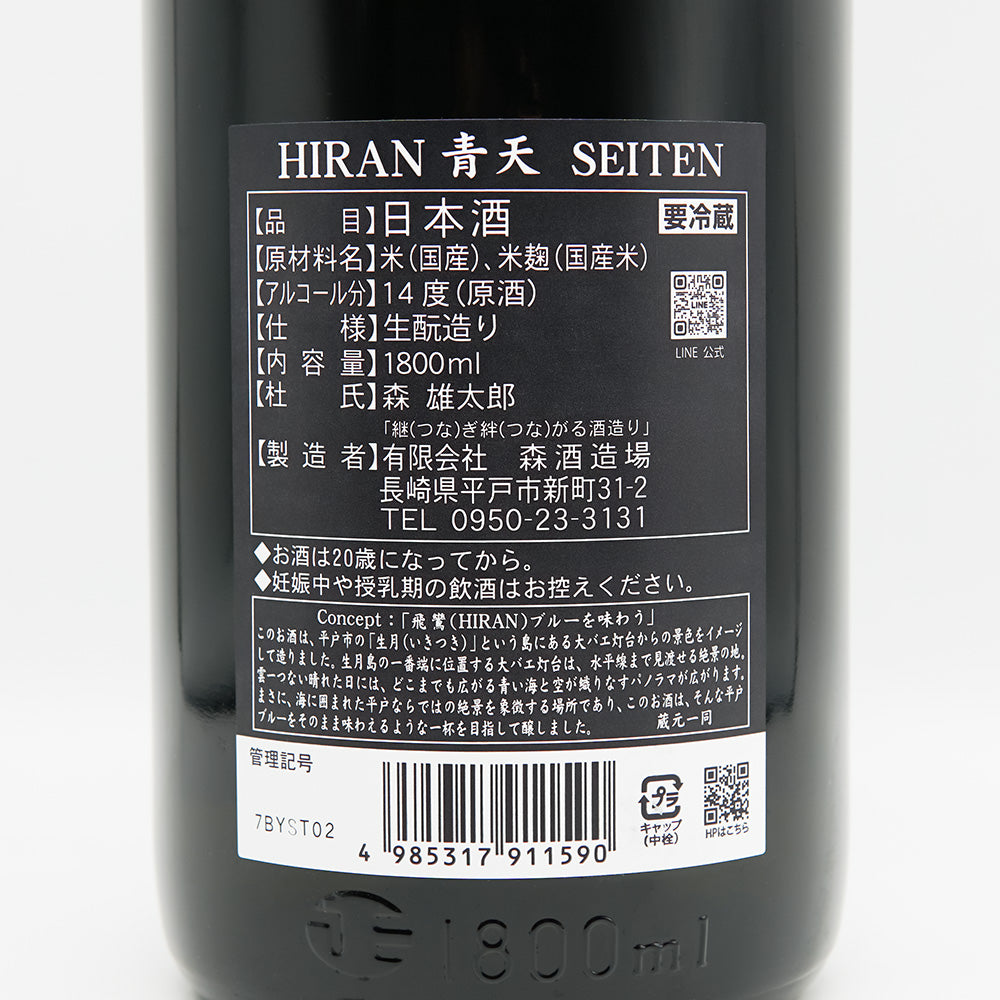 HIRAN 青天 SEITEN
【品目】日本酒 要冷蔵
【原材料名】米(国産)、米麹(国産米)
【アルコール分】14度(原酒)
【仕様】生酛造り
LINE
LINE 公式
【内容量】1800ml
【杜氏】森 雄太郎
「継(つな)ぎ絆(つな)がる酒造り」
【製造者】有限会社 森酒造場
長崎県平戸市新町31-2
TEL 0950-23-3131
◆お酒は20歳になってから。
◆妊娠中や授乳期の飲酒はお控えください。
Concept:「飛鸞(HIRAN)ブルーを味わう」
このお酒は、平戸市の「生月(いきつき)」という島にある大バエ灯台からの景色をイメージ
して造りました。生月島の一番端に位置する大バエ灯台は、水平線まで見渡せる絶景の地。
雲一つない晴れた日には、どこまでも広がる青い海と空が織りなすパノラマが広がります。
まさに、海に囲まれた平戸ならではの絶景を象徴する場所であり、このお酒は、そんな平戸
ブルーをそのまま味わえるような一杯を目指して醸しました。 蔵元一同
管理記号
7BYST02
4 985317 911590
プラ
キャップ
(中栓)
HPはこちら
1800ml